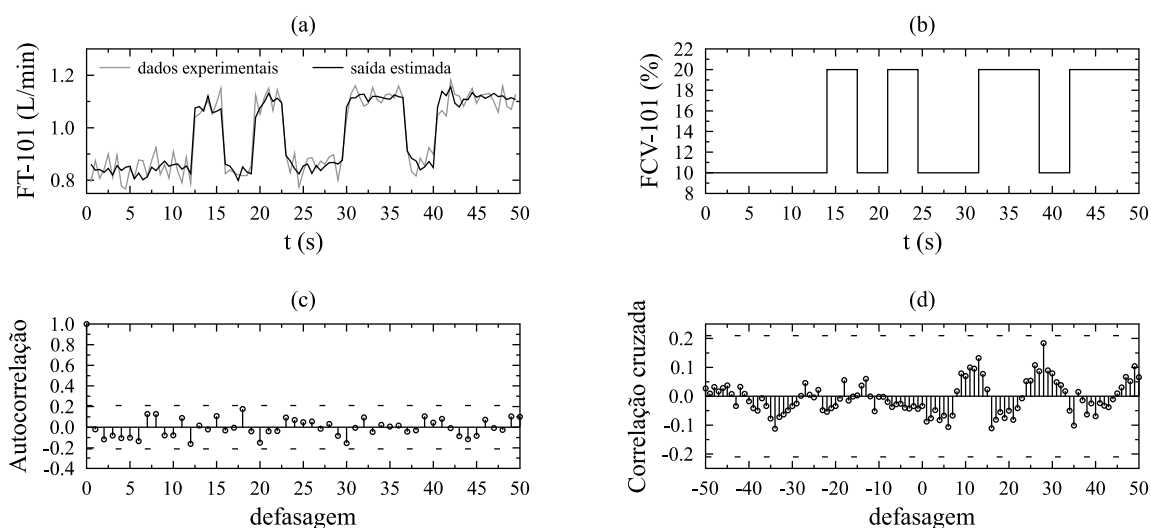 (a)
FT-101 (L/min)
1.2
1.0
0.8
dados experimentais
saída estimada
0 5 10 15 20 25 30 35 40 45 50
t (s)
(b)
FCV-101 (%)
22
20
18
16
14
12
10
8
0 5 10 15 20 25 30 35 40 45 50
t (s)
(c)
Autocorrelação
1.0
0.8
0.6
0.4
0.2
0.0
-0.2
-0.4
0 5 10 15 20 25 30 35 40 45 50
defasagem
(d)
Correlação cruzada
0.2
0.1
0.0
-0.1
-0.2
-50 -40 -30 -20 -10 0 10 20 30 40 50
defasagem